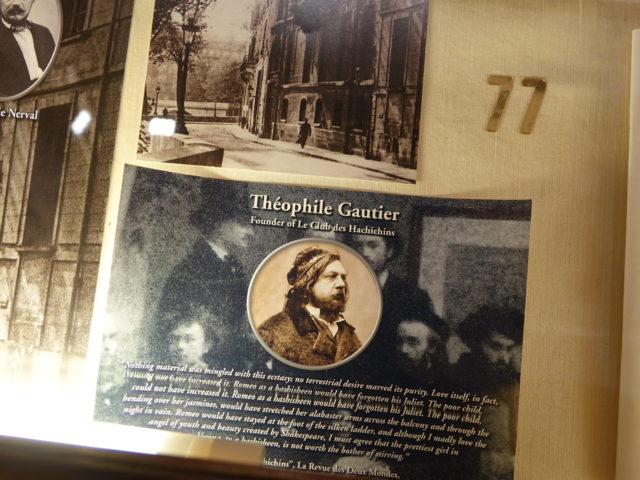 e Nerval
77
Théophile Gautier
Founder of Le Club des Hachichins
"Nothing material was mingled with this ecstasy; no terrestrial desire marred its purity. Love itself, in fact,
could not have increased it. Romeo as a hashisheen would have forgotten his Juliet. The poor child,
bending over her jasmines, would have stretched her alabaster arms across the balcony and through the
night in vain. Romeo would have stayed at the foot of the silken ladder, and although I madly love the
angel of youth and beauty created by Shakespeare, I must agree that the prettiest girl in
Verona, to a hashisheen, is not worth the bother of stirring."
chichins", La Revue des Deux Mondes,